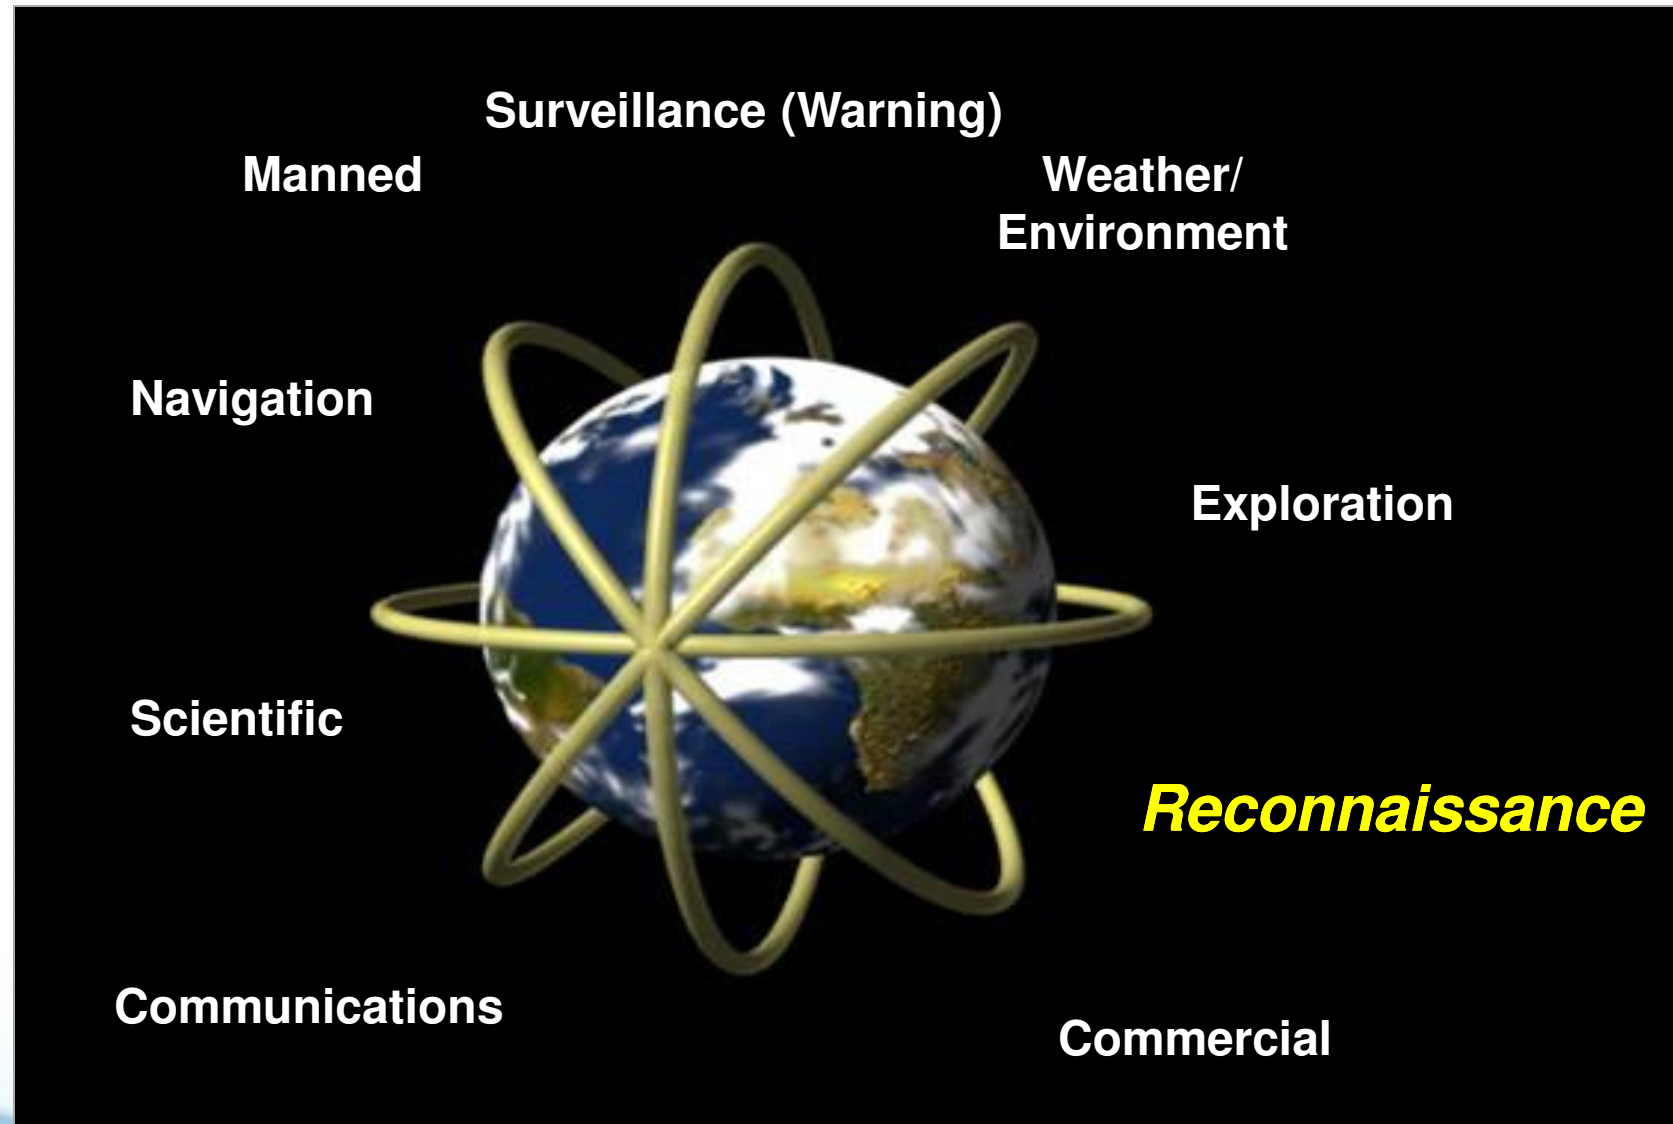 Surveillance (Warning)
Manned
Weather/
Environment
Navigation
Exploration
Scientific
Reconnaissance
Communications
Commercial